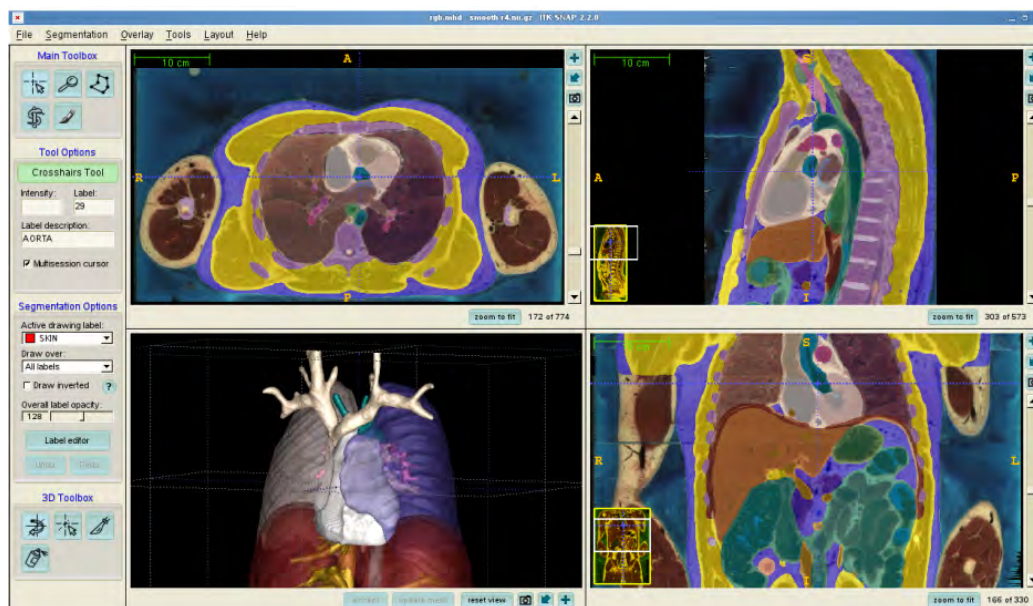 rgb.mhd - smooth r4.nii.gz - ITK-SNAP 2.2.0
File Segmentation Overlay Tools Layout Help
Main Toolbox
Tool Options
Crosshairs Tool
Intensity: Label:
29
Label description:
AORTA
Multisession cursor
Segmentation Options
Active drawing label:
SKIN
Draw over:
All labels
Draw inverted ?
Overall label opacity:
128
Label editor
Undo Redo
3D Toolbox
10 cm
A
R
L
P
zoom to fit 172 of 774
10 cm
S
A
P
I
zoom to fit 303 of 573
update mesh reset view
S
R
L
I
zoom to fit 166 of 330